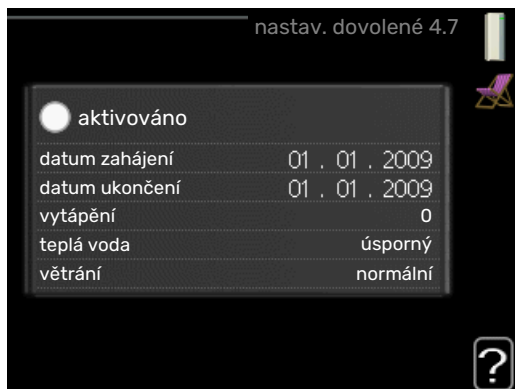 nastav. dovolené 4.7
aktivováno
datum zahájení 01 . 01 . 2009
datum ukončení 01 . 01 . 2009
vytápění 0
teplá voda úsporný
větrání normální
?